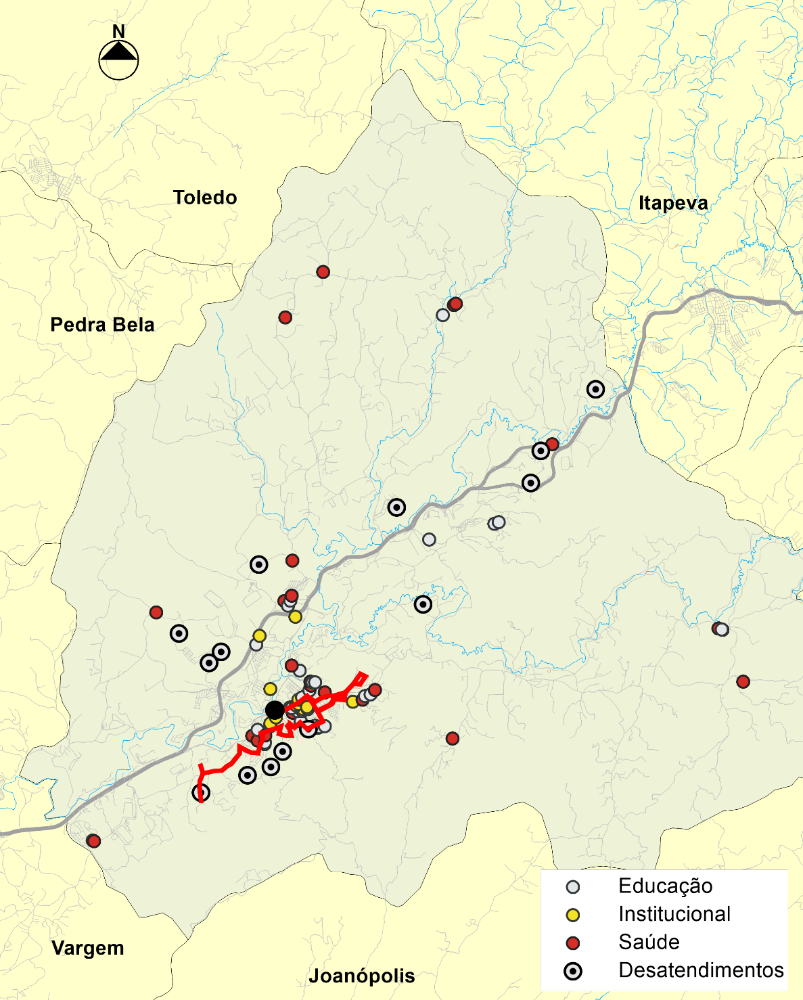 N
Toledo
Itapeva
Pedra Bela
Educação
Institucional
Saúde
Vargem
Desatendimentos
Joanópolis